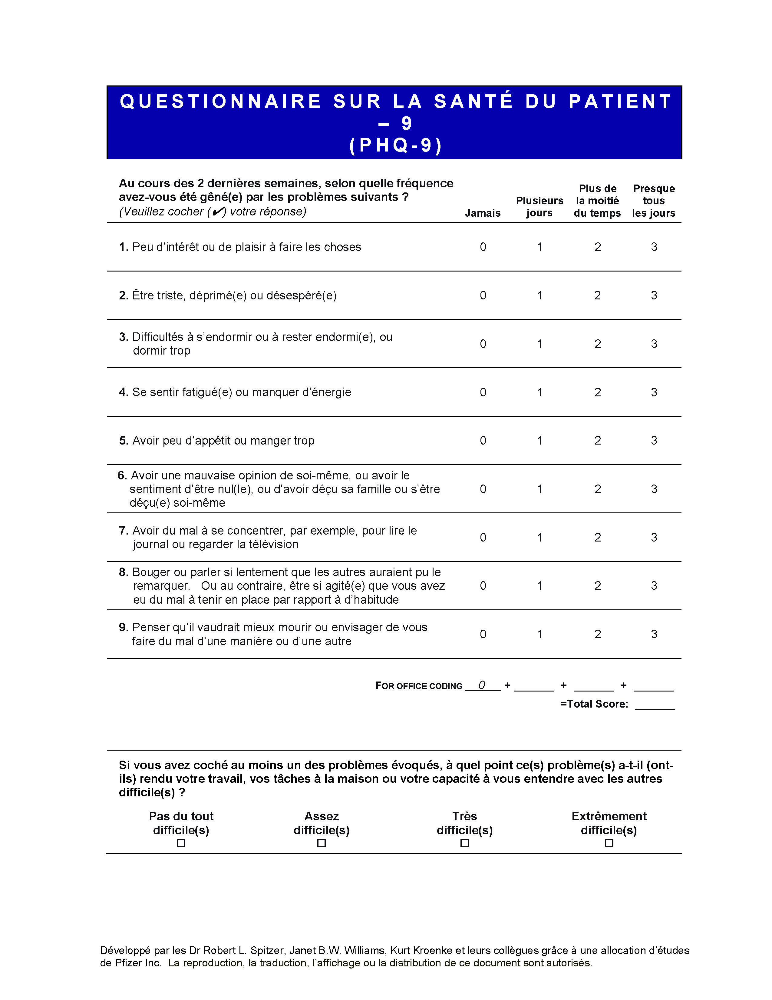 QUESTIONNAIRE SUR LA SANTÉ DU PATIENT
– 9
(PHQ-9)
Au cours des 2 dernières semaines, selon quelle fréquence
avez-vous été gêné(e) par les problèmes suivants ?
(Veuillez cocher (✔) votre réponse)
Jamais
Plusieurs
jours
Plus de
la moitié
du temps
Presque
tous
les jours
1. Peu d’intérêt ou de plaisir à faire les choses 0 1 2 3
2. Être triste, déprimé(e) ou désespéré(e) 0 1 2 3
3. Difficultés à s’endormir ou à rester endormi(e), ou
dormir trop
0 1 2 3
4. Se sentir fatigué(e) ou manquer d’énergie 0 1 2 3
5. Avoir peu d’appétit ou manger trop 0 1 2 3
6. Avoir une mauvaise opinion de soi-même, ou avoir le
sentiment d’être nul(le), ou d’avoir déçu sa famille ou s’être
déçu(e) soi-même
0 1 2 3
7. Avoir du mal à se concentrer, par exemple, pour lire le
journal ou regarder la télévision
0 1 2 3
8. Bouger ou parler si lentement que les autres auraient pu le
remarquer. Ou au contraire, être si agité(e) que vous avez
eu du mal à tenir en place par rapport à d’habitude
0 1 2 3
9. Penser qu’il vaudrait mieux mourir ou envisager de vous
faire du mal d’une manière ou d’une autre
0 1 2 3
FOR OFFICE CODING 0 + ______ + ______ + ______
=Total Score: ______
Si vous avez coché au moins un des problèmes évoqués, à quel point ce(s) problème(s) a-t-il (ont-
ils) rendu votre travail, vos tâches à la maison ou votre capacité à vous entendre avec les autres
difficile(s) ?
Pas du tout
difficile(s)
☐
Assez
difficile(s)
☐
Très
difficile(s)
☐
Extrêmement
difficile(s)
☐
Développé par les Dr Robert L. Spitzer, Janet B.W. Williams, Kurt Kroenke et leurs collègues grâce à une allocation d’études
de Pfizer Inc. La reproduction, la traduction, l’affichage ou la distribution de ce document sont autorisés.